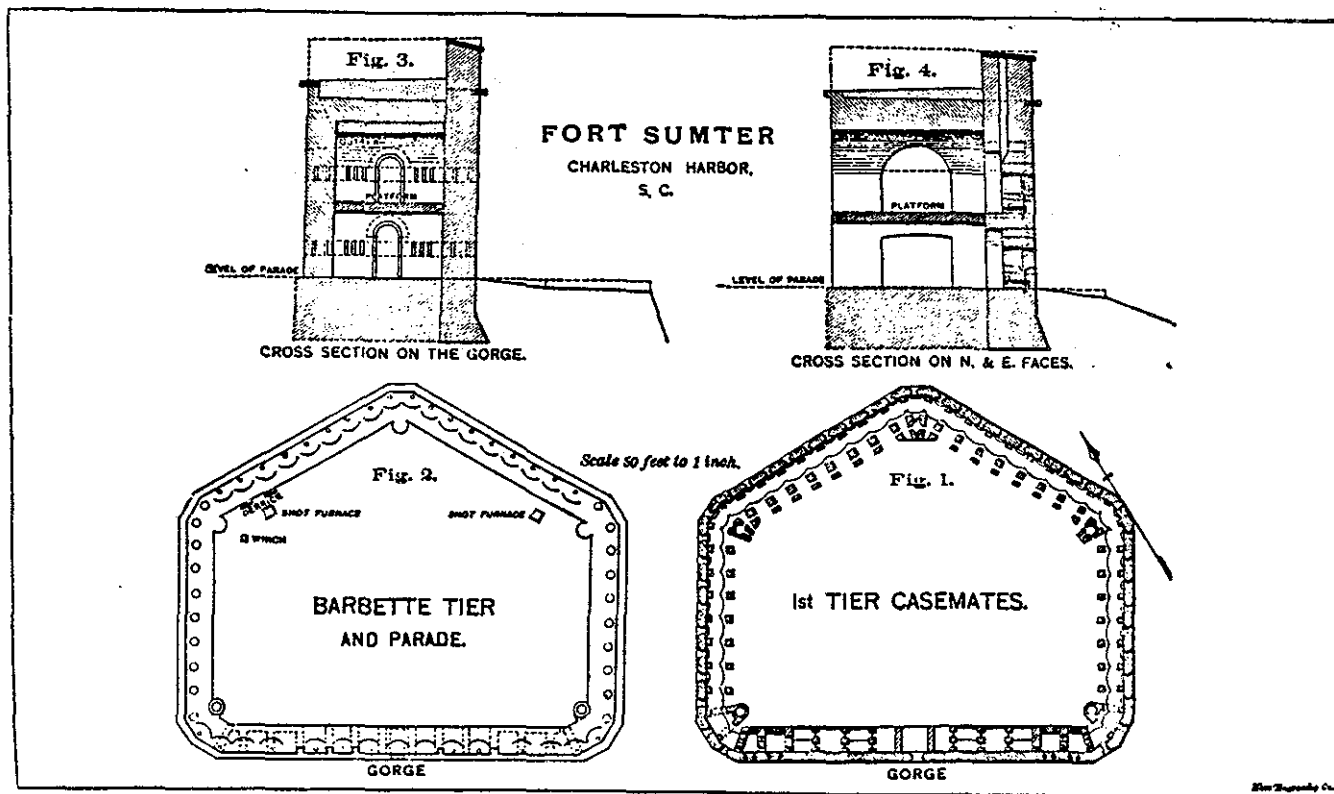 Fig. 3.
Fig. 4.
FORT SUMTER
CHARLESTON HARBOR,
S. C.
PLATFORM
PLATFORM
LEVEL OF PARADE
LEVEL OF PARADE
CROSS SECTION ON THE GORGE.
CROSS SECTION ON N. & E. FACES.
Scale 50 feet to 1 inch.
Fig. 2.
Fig. 1.
DERRICK
SHOT FURNACE
SHOT FURNACE
WINCH
BARBETTE TIER
AND PARADE.
1st TIER CASEMATES.
GORGE
GORGE